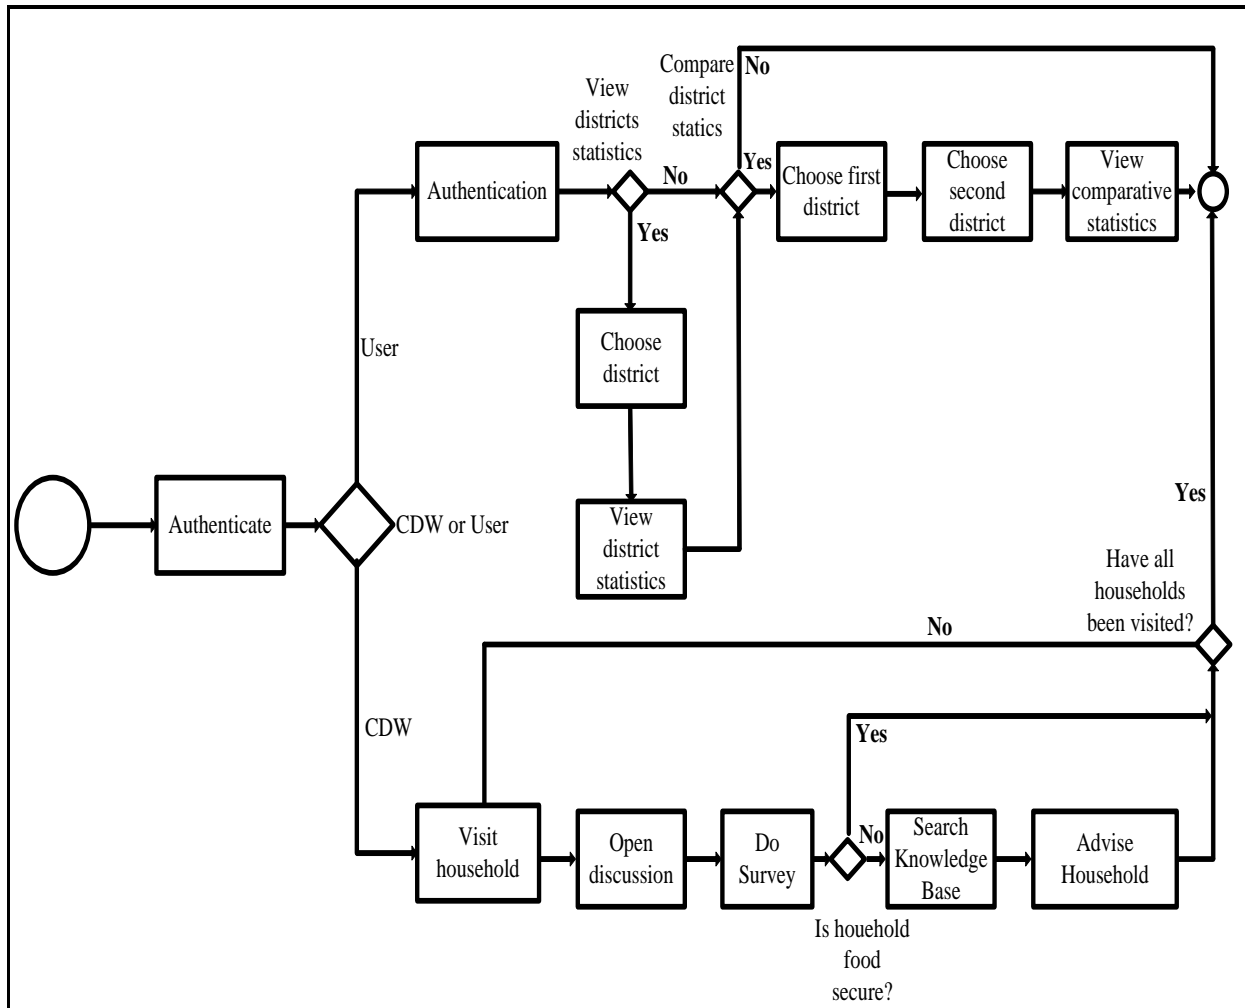 Compare
district
statics
No
View
districts
statistics
Authentication
No
Yes
Choose first
district
Choose
second
district
View
comparative
statistics
Yes
Choose
district
User
Authenticate
CDW or User
View
district
statistics
Yes
Have all
households
been visited?
No
CDW
Yes
Visit
household
Open
discussion
Do
Survey
No
Search
Knowledge
Base
Advise
Household
Is houehold
food
secure?